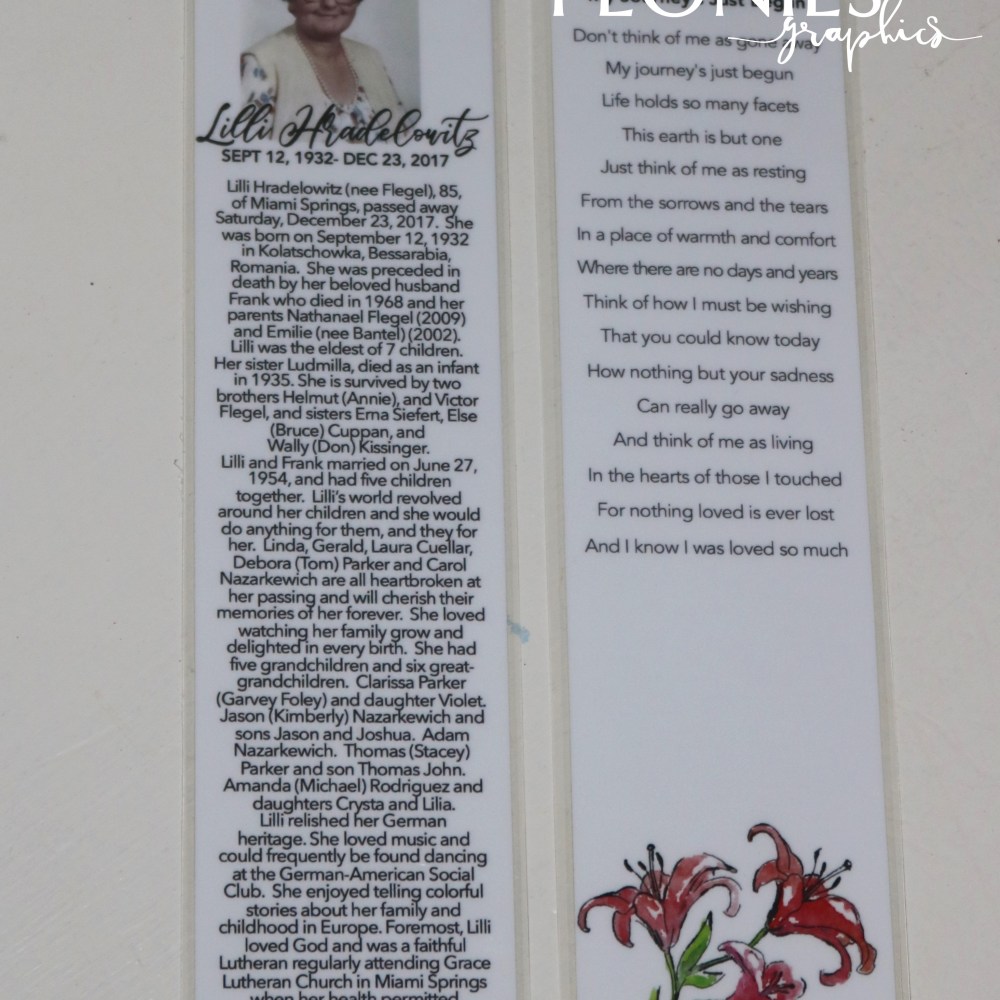 Lilli Hradelowitz
SEPT 12, 1932- DEC 23, 2017
Lilli Hradelowitz (nee Flegel), 85,
of Miami Springs, passed away
Saturday, December 23, 2017. She
was born on September 12, 1932
in Kolatschowka, Bessarabia,
Romania. She was preceded in
death by her beloved husband
Frank who died in 1968 and her
parents Nathanael Flegel (2009)
and Emilie (nee Bantel) (2002).
Lilli was the eldest of 7 children.
Her sister Ludmilla, died as an infant
in 1935. She is survived by two
brothers Helmut (Annie), and Victor
Flegel, and sisters Erna Siefert, Else
(Bruce) Cuppan, and
Wally (Don) Kissinger.
Lilli and Frank married on June 27,
1954, and had five children
together. Lilli's world revolved
around her children and she would
do anything for them, and they for
her. Linda, Gerald, Laura Cuellar,
Debora (Tom) Parker and Carol
Nazarkewich are all heartbroken at
her passing and will cherish their
memories of her forever. She loved
watching her family grow and
delighted in every birth. She had
five grandchildren and six great-
grandchildren. Clarissa Parker
(Garvey Foley) and daughter Violet.
Jason (Kimberly) Nazarkewich and
sons Jason and Joshua. Adam
Nazarkewich. Thomas (Stacey)
Parker and son Thomas John.
Amanda (Michael) Rodriguez and
daughters Crysta and Lilia.
Lilli relished her German
heritage. She loved music and
could frequently be found dancing
at the German-American Social
Club. She enjoyed telling colorful
stories about her family and
childhood in Europe. Foremost, Lilli
loved God and was a faithful
Lutheran regularly attending Grace
Lutheran Church in Miami Springs
when her health permitted
PEONIES
graphics
Just Begun
Don't think of me as gone away
My journey's just begun
Life holds so many facets
This earth is but one
Just think of me as resting
From the sorrows and the tears
In a place of warmth and comfort
Where there are no days and years
Think of how I must be wishing
That you could know today
How nothing but your sadness
Can really go away
And think of me as living
In the hearts of those I touched
For nothing loved is ever lost
And I know I was loved so much